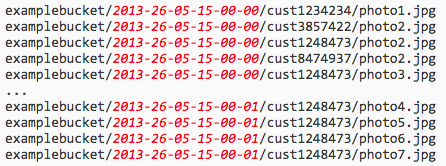 examplebucket/2013-26-05-15-00-00/cust1234234/photo1.jpg
examplebucket/2013-26-05-15-00-00/cust3857422/photo2.jpg
examplebucket/2013-26-05-15-00-00/cust1248473/photo2.jpg
examplebucket/2013-26-05-15-00-00/cust8474937/photo2.jpg
examplebucket/2013-26-05-15-00-00/cust1248473/photo3.jpg
...
examplebucket/2013-26-05-15-00-01/cust1248473/photo4.jpg
examplebucket/2013-26-05-15-00-01/cust1248473/photo5.jpg
examplebucket/2013-26-05-15-00-01/cust1248473/photo6.jpg
examplebucket/2013-26-05-15-00-01/cust1248473/photo7.jpg